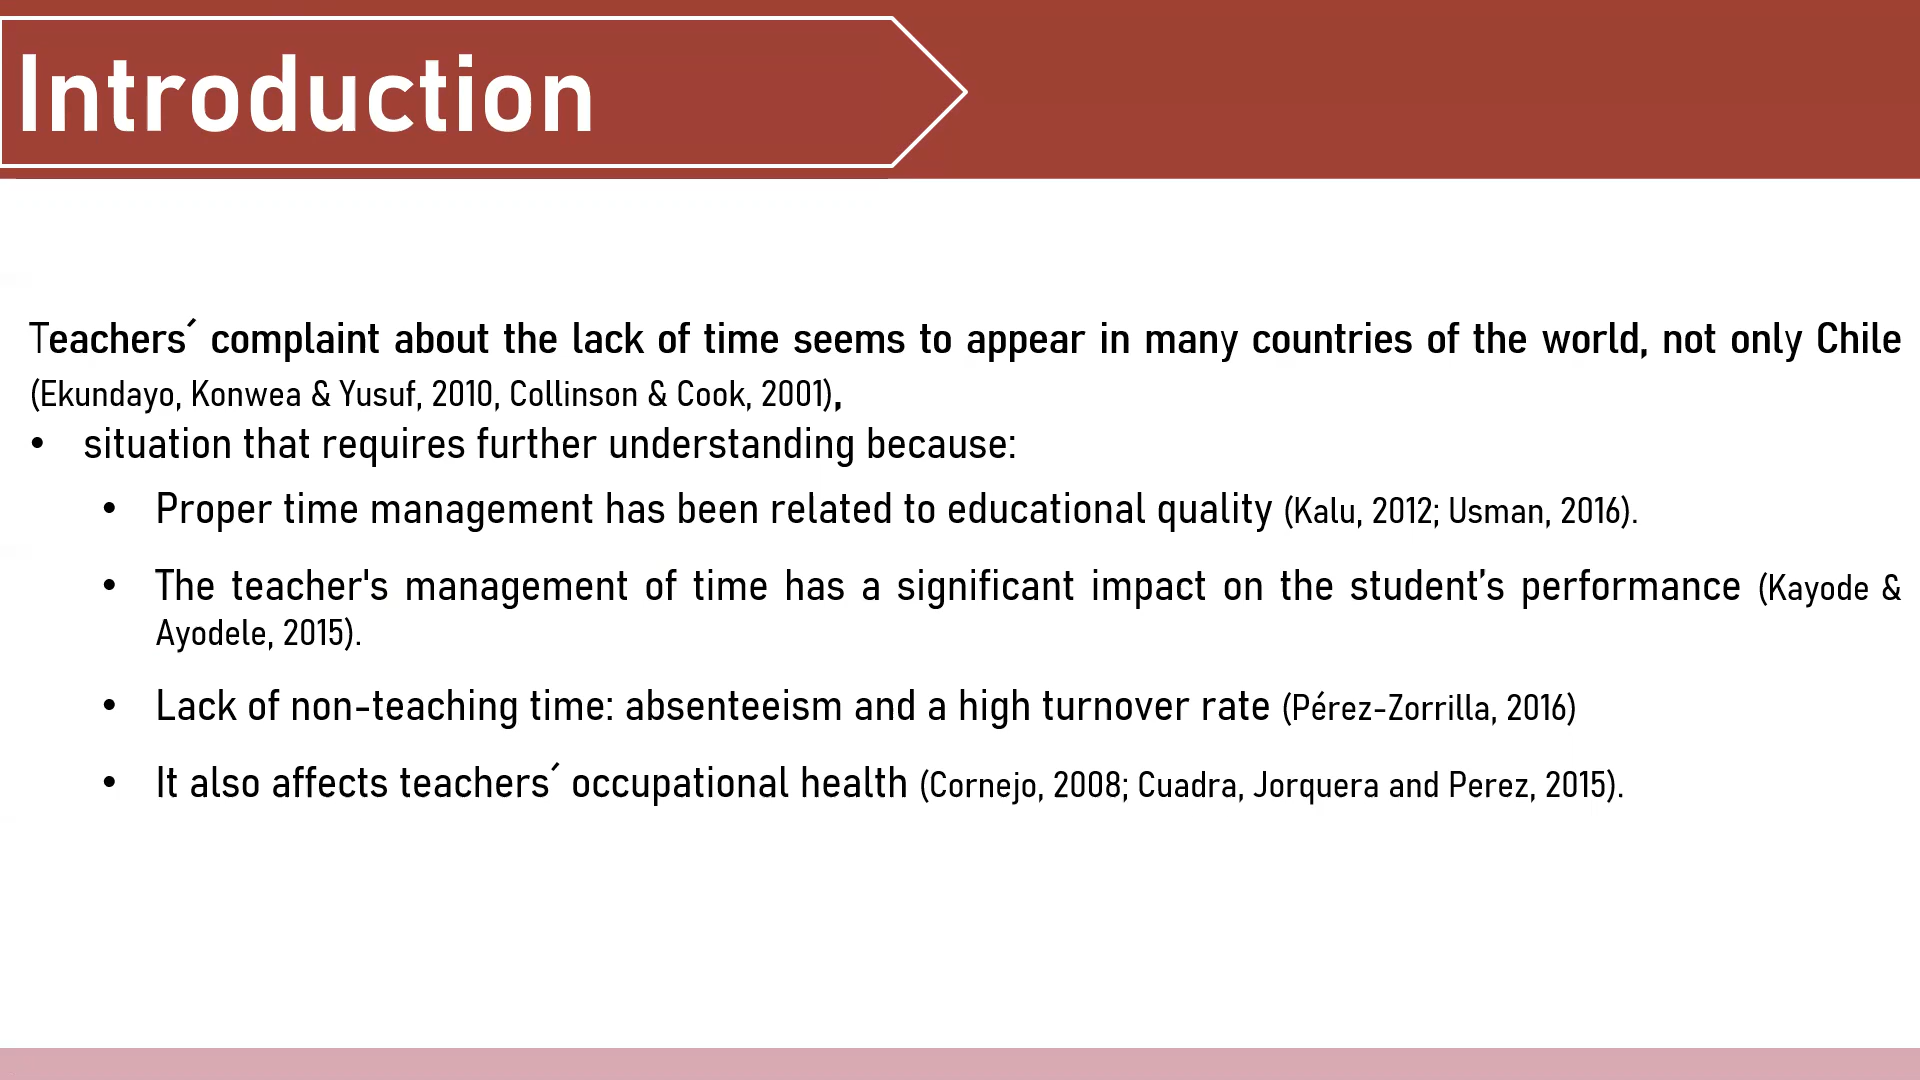 Introduction
Teachers´ complaint about the lack of time seems to appear in many countries of the world, not only Chile
(Ekundayo, Konwea & Yusuf, 2010, Collinson & Cook, 2001),
• situation that requires further understanding because:
• Proper time management has been related to educational quality (Kalu, 2012; Usman, 2016).
• The teacher's management of time has a significant impact on the student’s performance (Kayode &
Ayodele, 2015).
• Lack of non-teaching time: absenteeism and a high turnover rate (Pérez-Zorrilla, 2016)
• It also affects teachers´ occupational health (Cornejo, 2008; Cuadra, Jorquera and Perez, 2015).